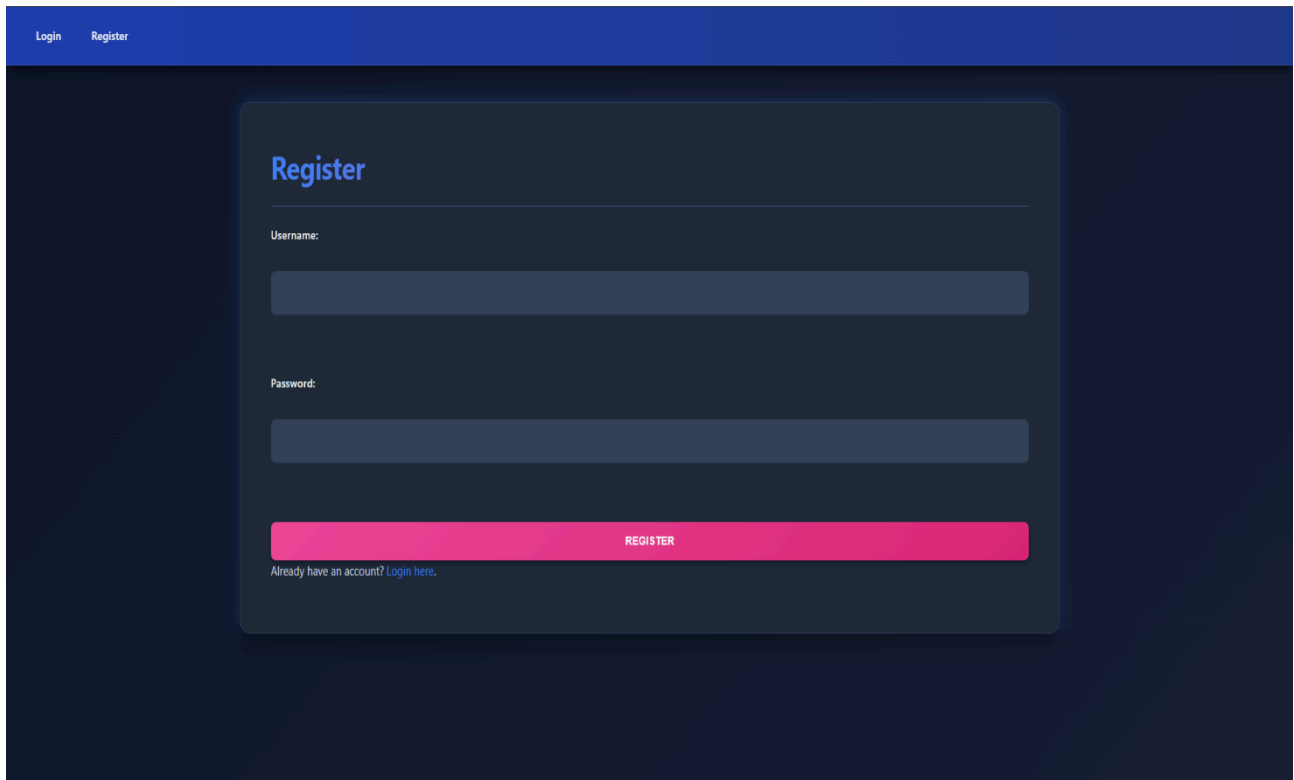 Login Register
Register
Username:
Password:
REGISTER
Already have an account? Login here.